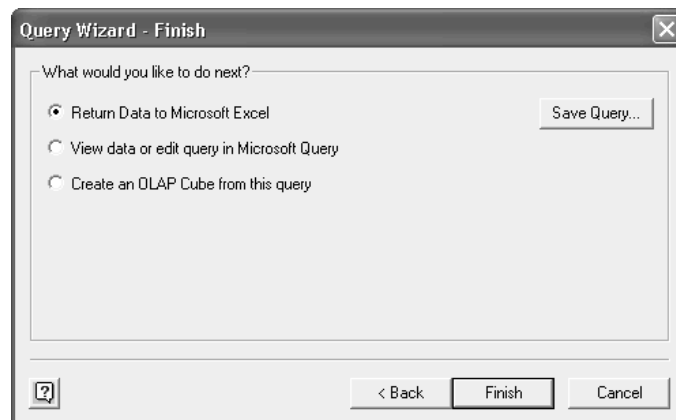 Query Wizard - Finish
What would you like to do next?
Return Data to Microsoft Excel
Save Query...
View data or edit query in Microsoft Query
Create an OLAP Cube from this query
?
< Back
Finish
Cancel